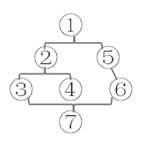 ①
② ⑤
③ ④ ⑥
⑦